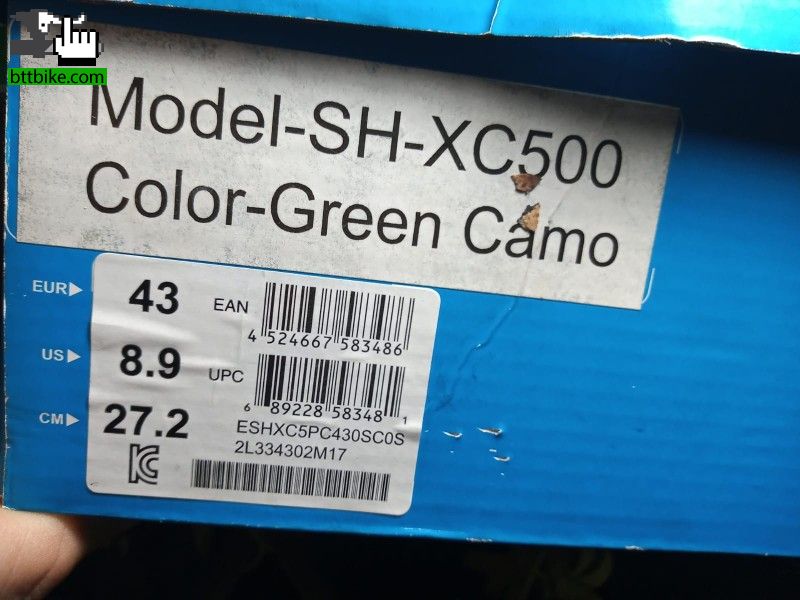 bttbike.com
Model-SH-XC500
Color-Green Camo
EUR▶ 43
US▶ 8.9
CM▶ 27.2
EAN
4 524667 583486
UPC
6 89228 58348 1
ESHXC5PC430SC0S
2L334302M17